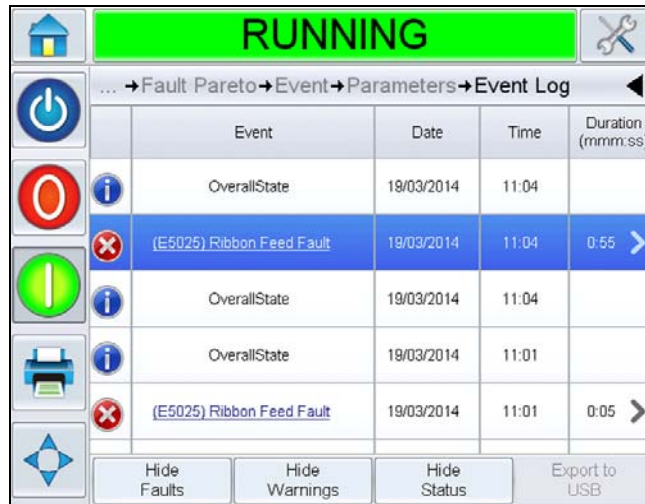 RUNNING
... →Fault Pareto→Event→Parameters→Event Log
Event Date Time Duration (mmm:ss)
OverallState 19/03/2014 11:04
(E5025) Ribbon Feed Fault 19/03/2014 11:04 0:55
OverallState 19/03/2014 11:04
OverallState 19/03/2014 11:01
(E5025) Ribbon Feed Fault 19/03/2014 11:01 0:05
Hide Faults Hide Warnings Hide Status Export to USB